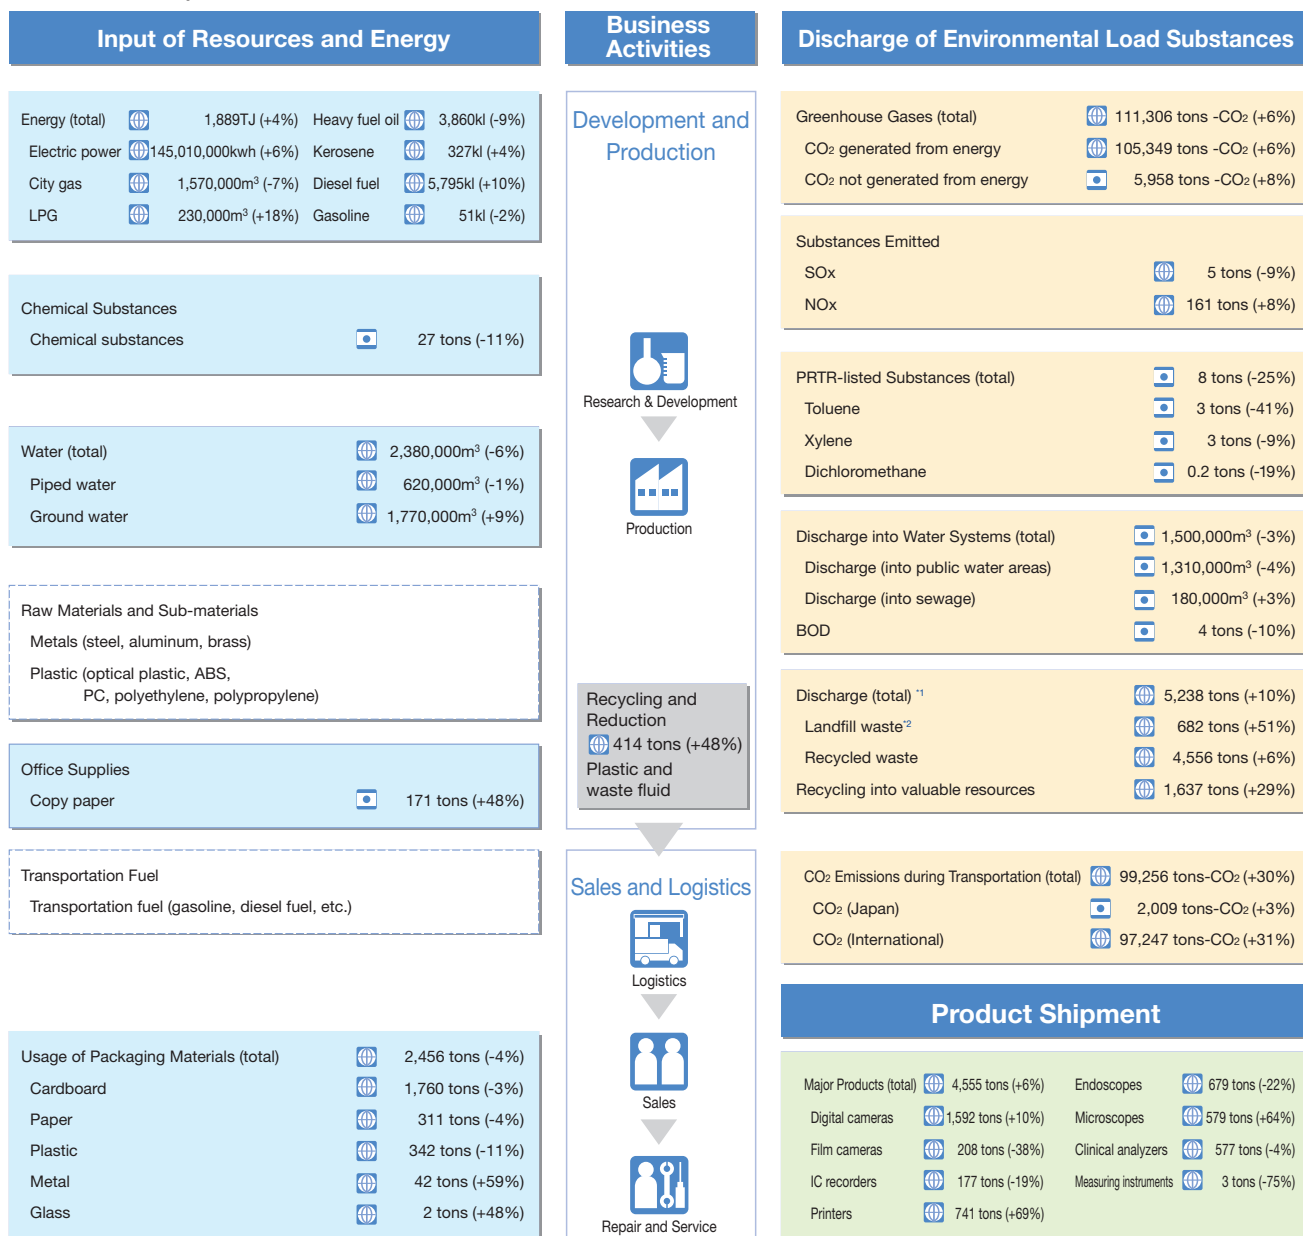 Input of Resources and Energy
Energy (total) 1,889TJ (+4%) Heavy fuel oil 3,860kl (-9%)
Electric power 145,010,000kwh (+6%) Kerosene 327kl (+4%)
City gas 1,570,000m³ (-7%) Diesel fuel 5,795kl (+10%)
LPG 230,000m³ (+18%) Gasoline 51kl (-2%)
Chemical Substances
Chemical substances 27 tons (-11%)
Water (total) 2,380,000m³ (-6%)
Piped water 620,000m³ (-1%)
Ground water 1,770,000m³ (+9%)
Raw Materials and Sub-materials
Metals (steel, aluminum, brass)
Plastic (optical plastic, ABS,
PC, polyethylene, polypropylene)
Office Supplies
Copy paper 171 tons (+48%)
Transportation Fuel
Transportation fuel (gasoline, diesel fuel, etc.)
Usage of Packaging Materials (total) 2,456 tons (-4%)
Cardboard 1,760 tons (-3%)
Paper 311 tons (-4%)
Plastic 342 tons (-11%)
Metal 42 tons (+59%)
Glass 2 tons (+48%)
Business
Activities
Development and
Production
Research & Development
Production
Recycling and
Reduction
414 tons (+48%)
Plastic and
waste fluid
Sales and Logistics
Logistics
Sales
Repair and Service
Discharge of Environmental Load Substances
Greenhouse Gases (total) 111,306 tons -CO₂ (+6%)
CO₂ generated from energy 105,349 tons -CO₂ (+6%)
CO₂ not generated from energy 5,958 tons -CO₂ (+8%)
Substances Emitted
SOx 5 tons (-9%)
NOx 161 tons (+8%)
PRTR-listed Substances (total) 8 tons (-25%)
Toluene 3 tons (-41%)
Xylene 3 tons (-9%)
Dichloromethane 0.2 tons (-19%)
Discharge into Water Systems (total) 1,500,000m³ (-3%)
Discharge (into public water areas) 1,310,000m³ (-4%)
Discharge (into sewage) 180,000m³ (+3%)
BOD 4 tons (-10%)
Discharge (total) *1 5,238 tons (+10%)
Landfill waste*2 682 tons (+51%)
Recycled waste 4,556 tons (+6%)
Recycling into valuable resources 1,637 tons (+29%)
CO₂ Emissions during Transportation (total) 99,256 tons-CO₂ (+30%)
CO₂ (Japan) 2,009 tons-CO₂ (+3%)
CO₂ (International) 97,247 tons-CO₂ (+31%)
Product Shipment
Major Products (total) 4,555 tons (+6%) Endoscopes 679 tons (-22%)
Digital cameras 1,592 tons (+10%) Microscopes 579 tons (+64%)
Film cameras 208 tons (-38%) Clinical analyzers 577 tons (-4%)
IC recorders 177 tons (-19%) Measuring instruments 3 tons (-75%)
Printers 741 tons (+69%)